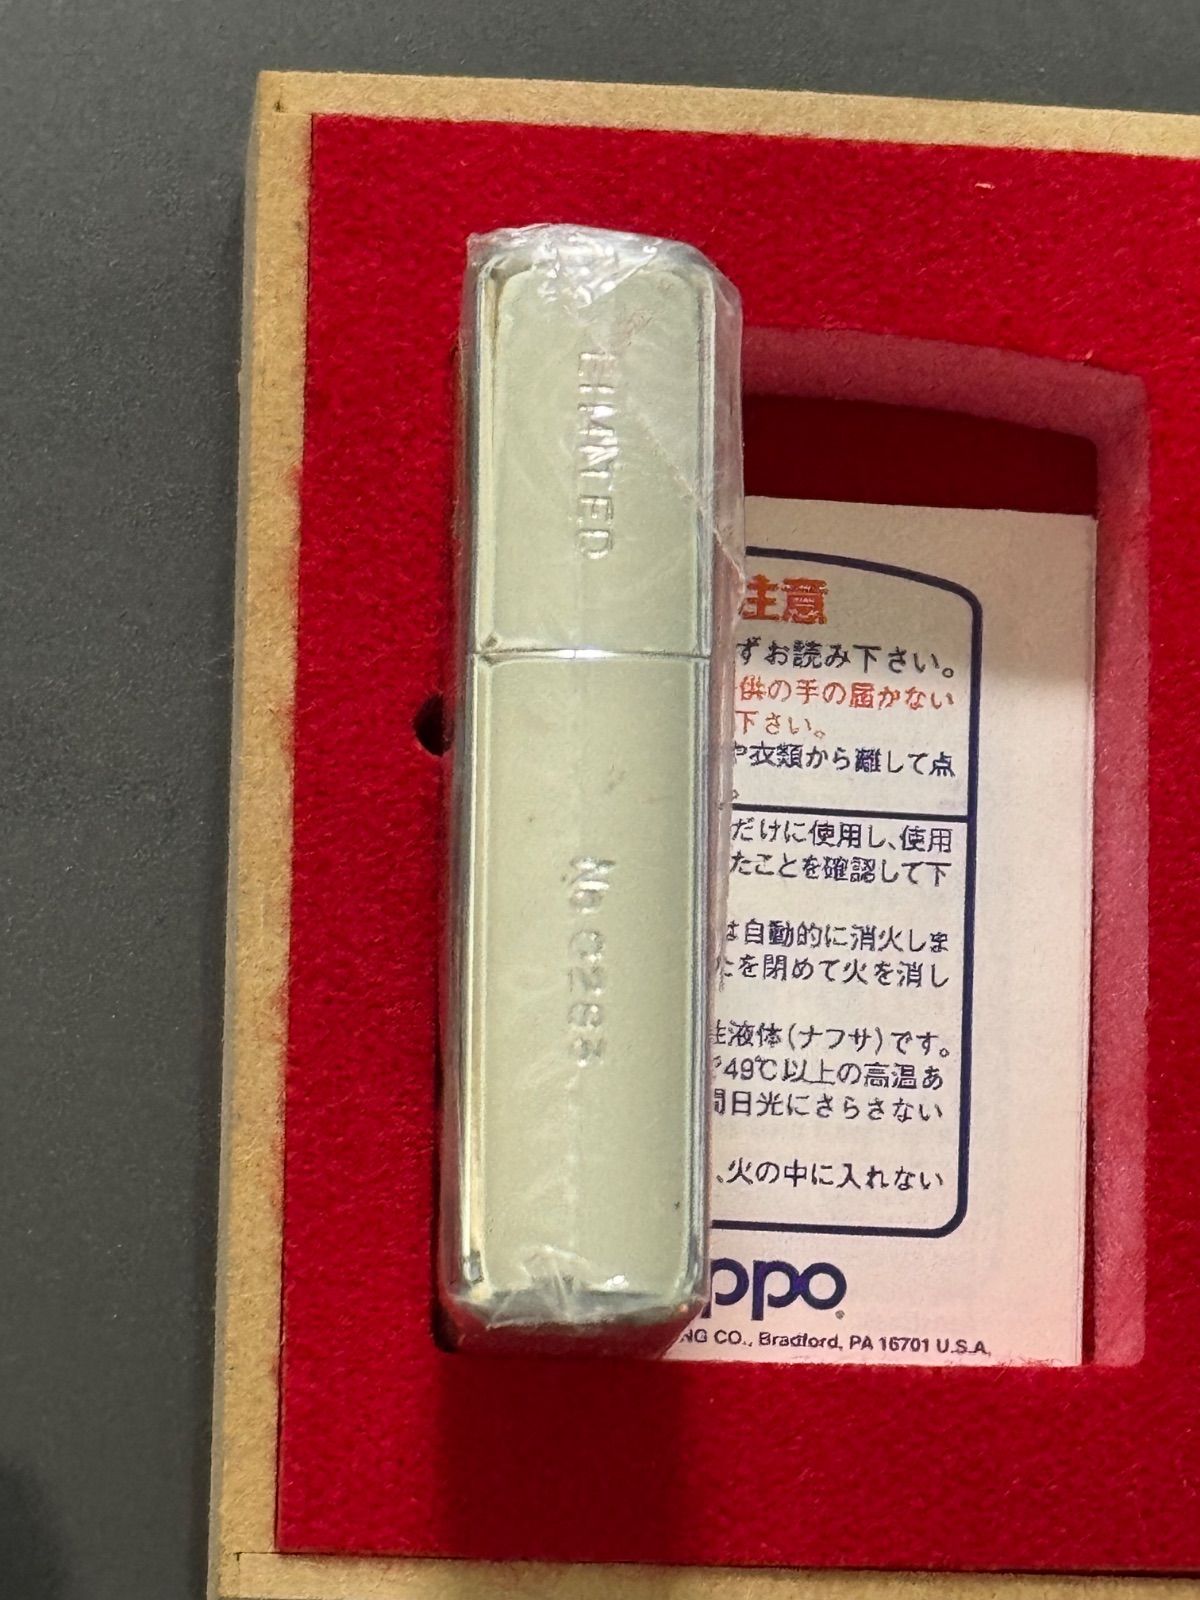 LIMITED
No.0283
注意
ずお読み下さい。
供の手の届かない
下さい。
や衣類から離して点
。
だけに使用し、使用
たことを確認して下
は自動的に消火しま
たを閉めて火を消し
性液体(ナフサ)です。
49℃以上の高温あ
間日光にさらさない
、火の中に入れない
ppo
NG CO., Bradford, PA 16701 U.S.A.